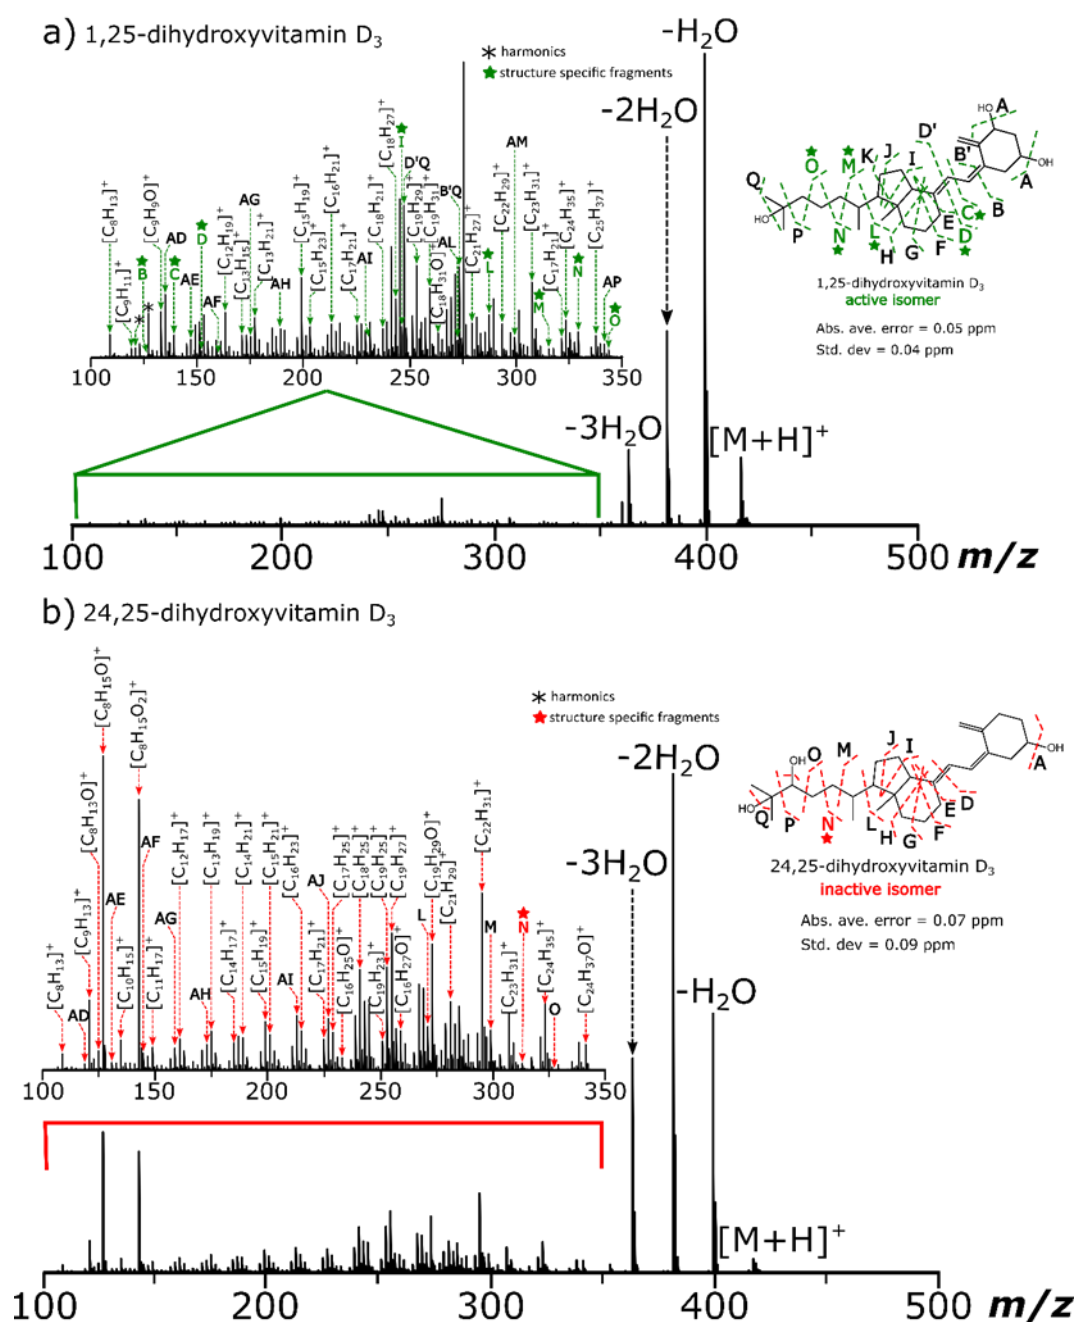 a) 1,25-dihydroxyvitamin D₃
* harmonics
★ structure specific fragments
-H₂O
-2H₂O
-3H₂O
[M+H]⁺
[C₈H₁₃]⁺
[C₉H₁₁]⁺
★ B
[C₉H₉O]⁺
AD
★ C
AE
★ D
AF
[C₁₂H₁₉]⁺
[C₁₃H₁₅]⁺
AG
[C₁₃H₂₁]⁺
AH
[C₁₅H₁₉]⁺
[C₁₅H₂₃]⁺
[C₁₆H₂₁]⁺
[C₁₇H₂₁]⁺
AI
[C₁₈H₂₁]⁺
[C₁₈H₂₇]⁺
★ I
D'Q
[C₁₉H₂₉]⁺
[C₁₉H₃₁]⁺
[C₁₈H₃₁O]⁺
B'Q
AL
[C₂₁H₂₇]⁺
★ L
[C₂₂H₂₉]⁺
AM
[C₂₃H₃₁]⁺
★ M
[C₁₇H₂₁]⁺
[C₂₄H₃₅]⁺
★ N
[C₂₅H₃₇]⁺
AP
★ O
100 150 200 250 300 350
HO A
OH
A
Q
HO
P
★ O
★ N
★ M
★ L
K
J
I
H
G
F
E
D'
B'
B
C ★
D ★
1,25-dihydroxyvitamin D₃
active isomer
Abs. ave. error = 0.05 ppm
Std. dev = 0.04 ppm
100 200 300 400 500 m/z
b) 24,25-dihydroxyvitamin D₃
* harmonics
★ structure specific fragments
-2H₂O
-3H₂O
-H₂O
[M+H]⁺
[C₈H₁₃]⁺
AD
[C₉H₁₃]⁺
[C₈H₁₃O]⁺
[C₈H₁₅O]⁺
AE
[C₁₀H₁₅]⁺
[C₈H₁₅O₂]⁺
AF
[C₁₁H₁₇]⁺
AG
[C₁₂H₁₇]⁺
AH
[C₁₃H₁₉]⁺
[C₁₄H₁₇]⁺
[C₁₄H₂₁]⁺
[C₁₅H₁₉]⁺
[C₁₅H₂₁]⁺
AI
[C₁₆H₂₃]⁺
[C₁₇H₂₁]⁺
AJ
[C₁₇H₂₅]⁺
[C₁₆H₂₅O]⁺
[C₁₈H₂₅]⁺
[C₁₉H₂₃]⁺
[C₁₉H₂₅]⁺
[C₁₉H₂₇]⁺
[C₁₆H₂₇O]⁺
L
[C₁₉H₂₉O]⁺
[C₂₁H₂₉]⁺
[C₂₂H₃₁]⁺
M
[C₂₃H₃₁]⁺
★ N
[C₂₄H₃₅]⁺
O
[C₂₄H₃₇O]⁺
100 150 200 250 300 350
HO
OH
Q
P
O
★ N
M
L
J
I
H
G
F
E
D
OH
A
24,25-dihydroxyvitamin D₃
inactive isomer
Abs. ave. error = 0.07 ppm
Std. dev = 0.09 ppm
100 200 300 400 500 m/z